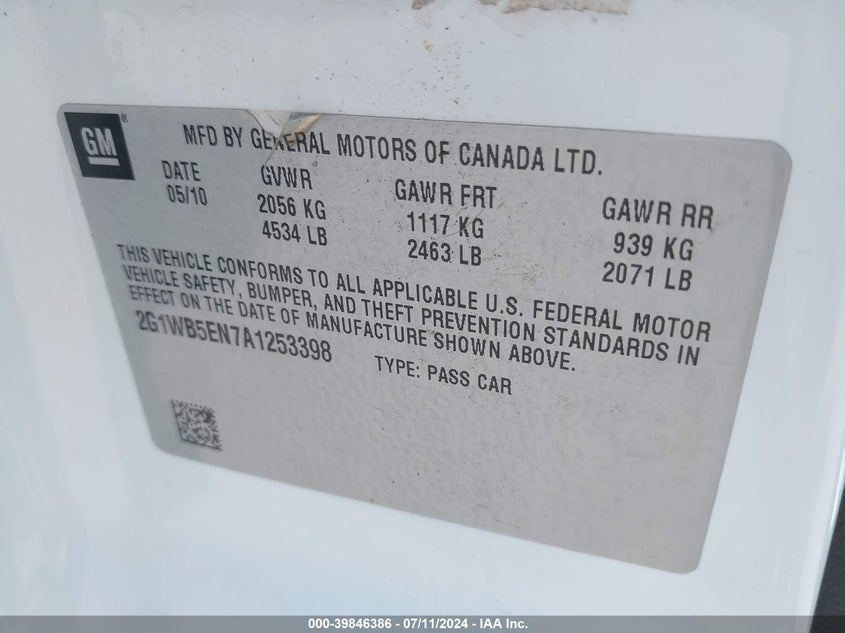 GM®
MFD BY GENERAL MOTORS OF CANADA LTD.
DATE GVWR GAWR FRT GAWR RR
05/10 2056 KG 1117 KG 939 KG
4534 LB 2463 LB 2071 LB
THIS VEHICLE CONFORMS TO ALL APPLICABLE U.S. FEDERAL MOTOR
VEHICLE SAFETY, BUMPER, AND THEFT PREVENTION STANDARDS IN
EFFECT ON THE DATE OF MANUFACTURE SHOWN ABOVE.
2G1WB5EN7A1253398 TYPE: PASS CAR
000-39846386 - 07/11/2024 - IAA Inc.